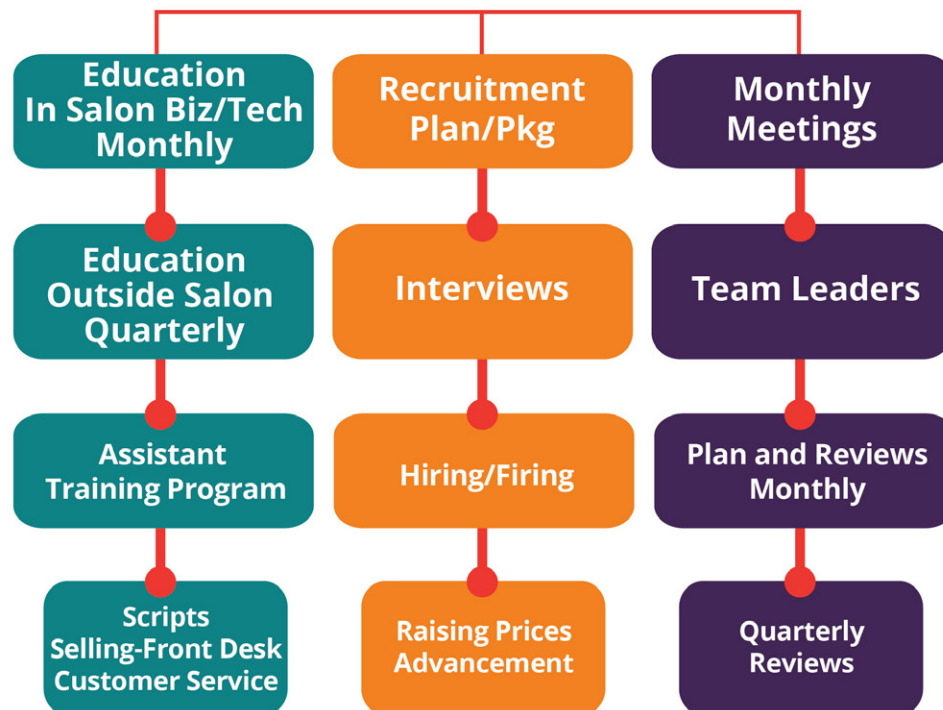 Education
In Salon Biz/Tech
Monthly
Recruitment
Plan/Pkg
Monthly
Meetings
Education
Outside Salon
Quarterly
Interviews
Team Leaders
Assistant
Training Program
Hiring/Firing
Plan and Reviews
Monthly
Scripts
Selling-Front Desk
Customer Service
Raising Prices
Advancement
Quarterly
Reviews